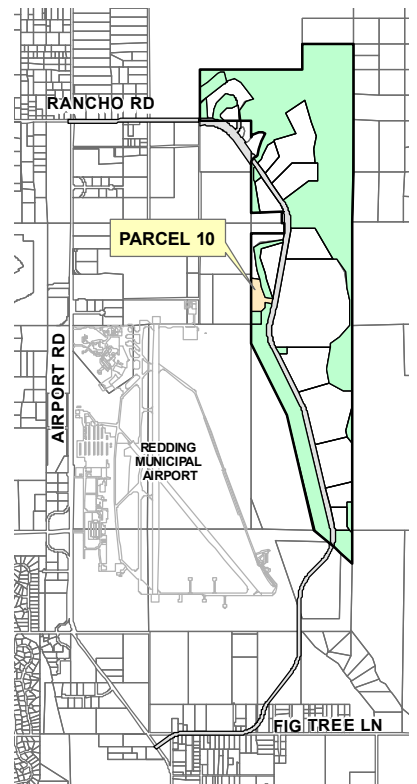 RANCHO RD
PARCEL 10
AIRPORT RD
REDDING
MUNICIPAL
AIRPORT
FIG TREE LN